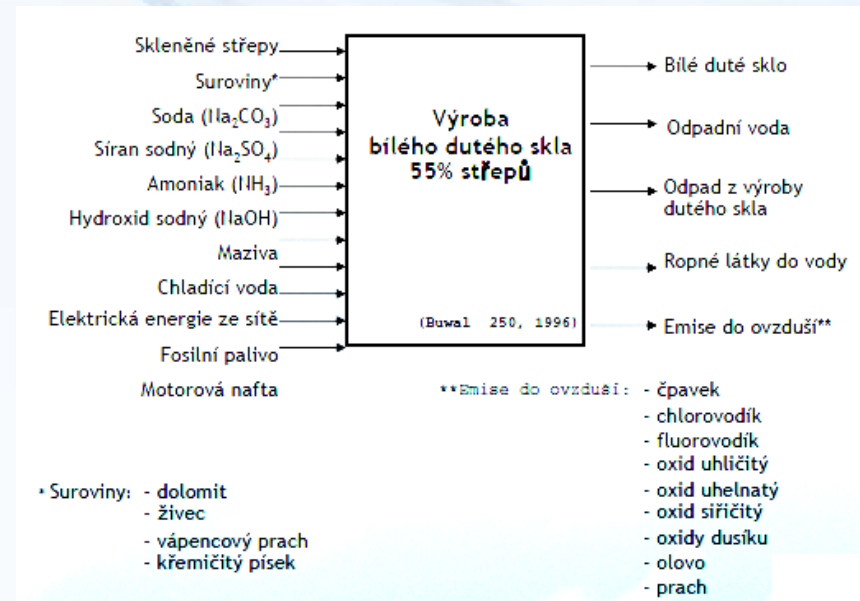 Skleněné střepy
Suroviny*
Soda (Na₂CO₃)
Síran sodný (Na₂SO₄)
Amoniak (NH₃)
Hydroxid sodný (NaOH)
Maziva
Chladící voda
Elektrická energie ze sítě
Fosilní palivo
Motorová nafta
Výroba
bílého dutého skla
55% střepů
(Buwal 250, 1996)
Bílé duté sklo
Odpadní voda
Odpad z výroby
dutého skla
Ropné látky do vody
Emise do ovzduší**
**Emise do ovzduší: - čpavek
- chlorovodík
- fluorovodík
- oxid uhličitý
- oxid uhelnatý
- oxid siřičitý
- oxidy dusíku
- olovo
- prach
* Suroviny: - dolomit
- živec
- vápencový prach
- křemičitý písek